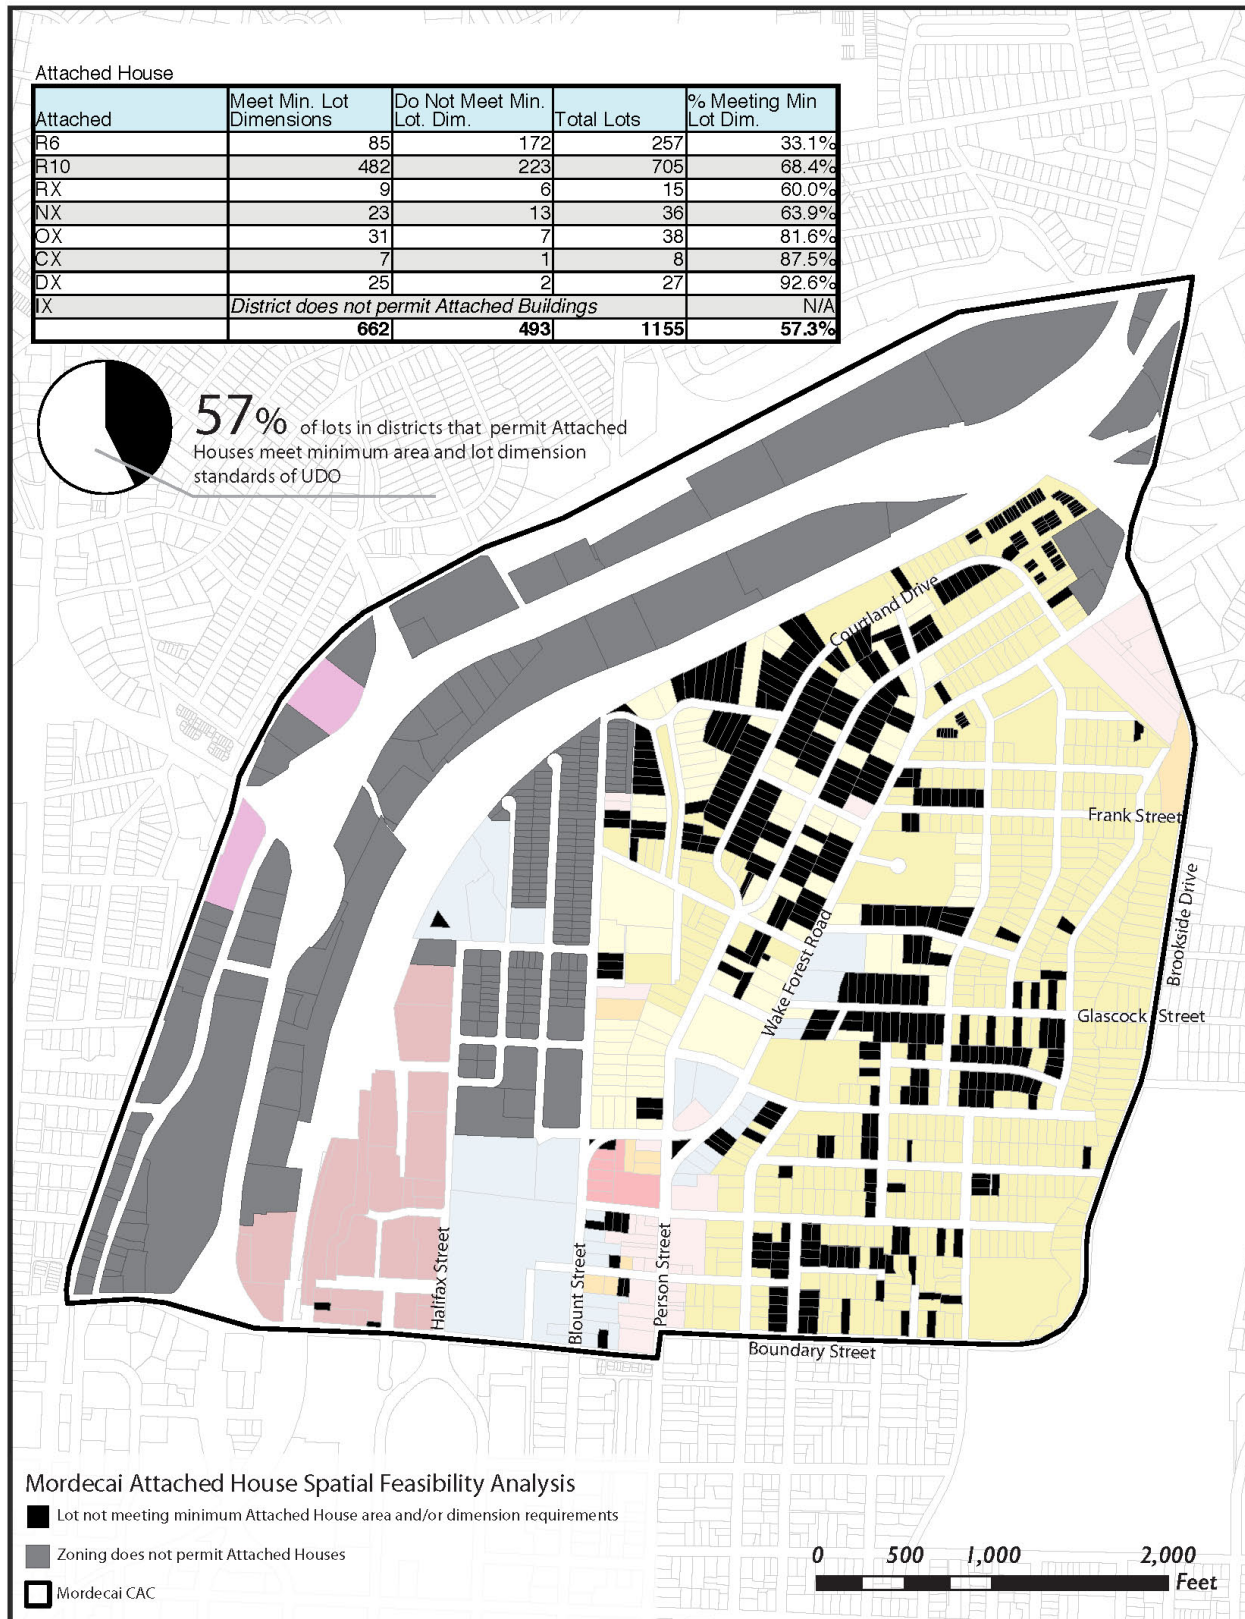 Attached House
Attached Meet Min. Lot Dimensions Do Not Meet Min. Lot. Dim. Total Lots % Meeting Min Lot Dim.
R6 85 172 257 33.1%
R10 482 223 705 68.4%
RX 9 6 15 60.0%
NX 23 13 36 63.9%
OX 31 7 38 81.6%
CX 7 1 8 87.5%
DX 25 2 27 92.6%
IX District does not permit Attached Buildings N/A
662 493 1155 57.3%
57% of lots in districts that permit Attached
Houses meet minimum area and lot dimension
standards of UDO
Courtland Drive
Frank Street
Brookside Drive
Wake Forest Road
Glascock Street
Halifax Street
Blount Street
Person Street
Boundary Street
Mordecai Attached House Spatial Feasibility Analysis
Lot not meeting minimum Attached House area and/or dimension requirements
Zoning does not permit Attached Houses
Mordecai CAC
0 500 1,000 2,000
Feet